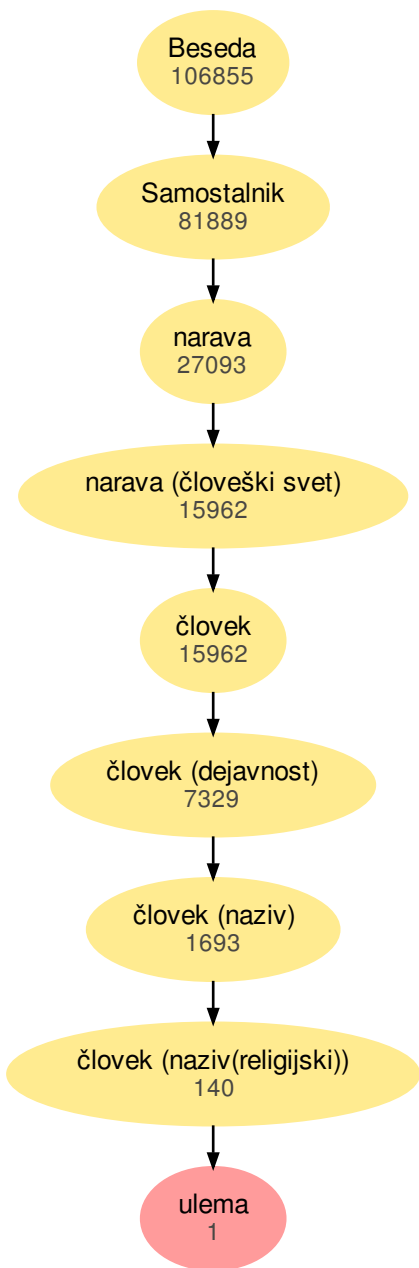 Beseda
106855
Samostalnik
81889
narava
27093
narava (človeški svet)
15962
človek
15962
človek (dejavnost)
7329
človek (naziv)
1693
človek (naziv(religijski))
140
ulema
1